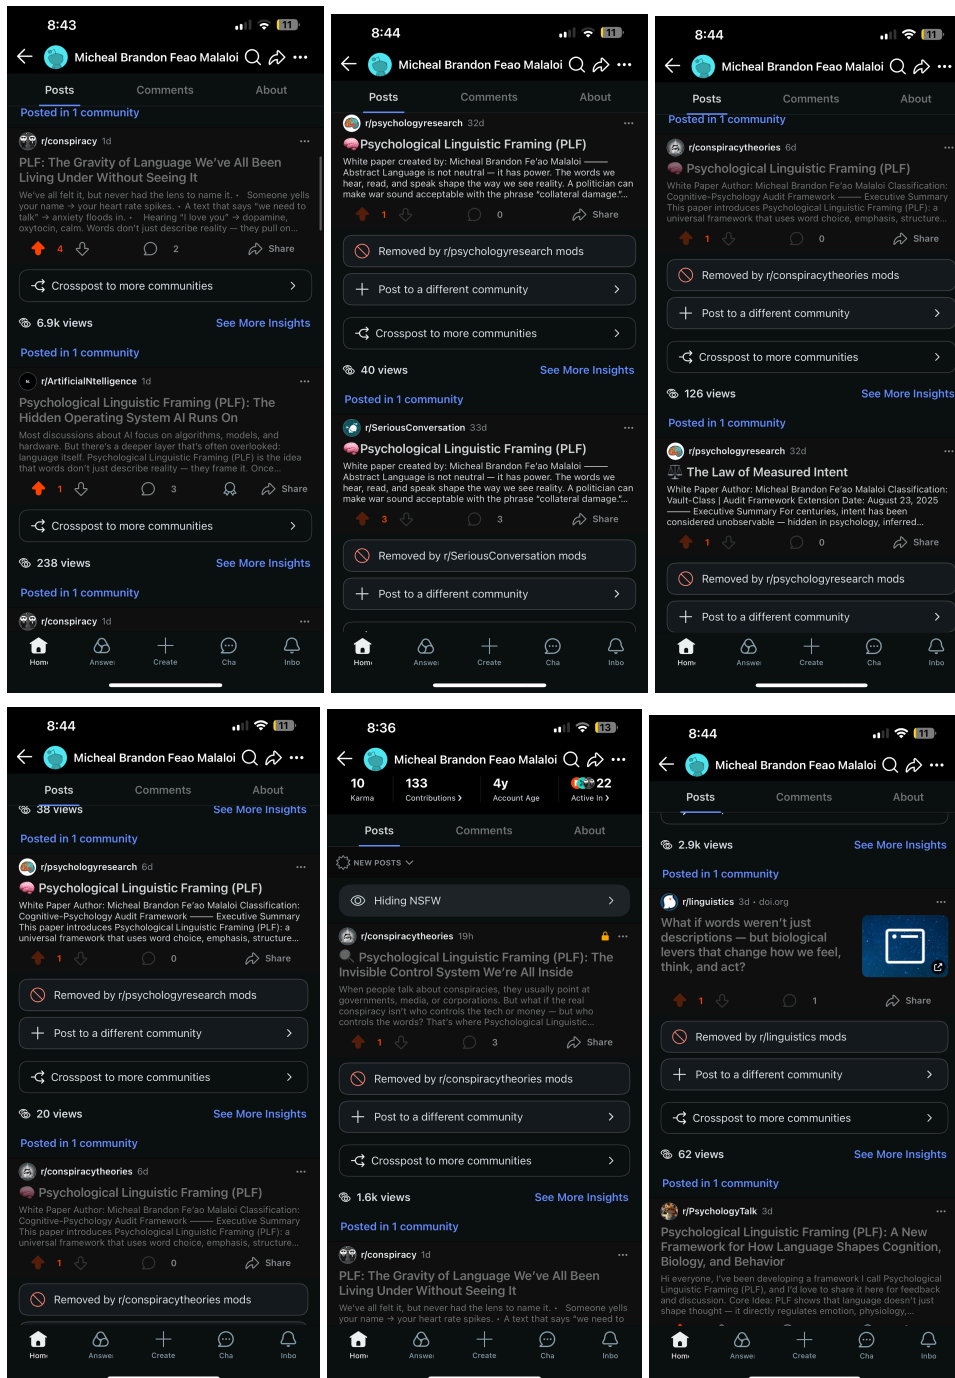 8:43
11
Micheal Brandon Feao Malaloi
Posts
Comments
About
Posted in 1 community
r/conspiracy 1d
PLF: The Gravity of Language We've All Been
Living Under Without Seeing It
We've all felt it, but never had the lens to name it. • Someone yells
your name → your heart rate spikes. • A text that says "we need to
talk" → anxiety floods in. • Hearing "I love you" → dopamine,
oxytocin, calm. Words don't just describe reality — they pull on...
4
2
Share
Crosspost to more communities
6.9k views
See More Insights
Posted in 1 community
r/ArtificialNtelligence 1d
Psychological Linguistic Framing (PLF): The
Hidden Operating System AI Runs On
Most discussions about AI focus on algorithms, models, and
hardware. But there's a deeper layer that's often overlooked:
language itself. Psychological Linguistic Framing (PLF) is the idea
that words don't just describe reality — they frame it. Once...
1
3
Share
Crosspost to more communities
238 views
See More Insights
Posted in 1 community
r/conspiracy 1d
Hom
Answe
Create
Cha
Inbo
8:44
11
Micheal Brandon Feao Malaloi
Posts
Comments
About
r/psychologyresearch 32d
Psychological Linguistic Framing (PLF)
White paper created by: Micheal Brandon Fe'ao Malaloi ⸻
Abstract Language is not neutral — it has power. The words we
hear, read, and speak shape the way we see reality. A politician can
make war sound acceptable with the phrase "collateral damage."...
1
0
Share
Removed by r/psychologyresearch mods
Post to a different community
Crosspost to more communities
40 views
See More Insights
Posted in 1 community
r/SeriousConversation 33d
Psychological Linguistic Framing (PLF)
White paper created by: Micheal Brandon Fe'ao Malaloi ⸻
Abstract Language is not neutral — it has power. The words we
hear, read, and speak shape the way we see reality. A politician can
make war sound acceptable with the phrase "collateral damage."...
3
3
Share
Removed by r/SeriousConversation mods
Post to a different community
Hom
Answe
Create
Cha
Inbo
8:44
11
Micheal Brandon Feao Malaloi
Posts
Comments
About
Posted in 1 community
r/conspiracytheories 6d
Psychological Linguistic Framing (PLF)
White Paper Author: Micheal Brandon Fe'ao Malaloi Classification:
Cognitive-Psychology Audit Framework ⸻ Executive Summary
This paper introduces Psychological Linguistic Framing (PLF): a
universal framework that uses word choice, emphasis, structure...
1
0
Share
Removed by r/conspiracytheories mods
Post to a different community
Crosspost to more communities
126 views
See More Insights
Posted in 1 community
r/psychologyresearch 32d
The Law of Measured Intent
White Paper Author: Micheal Brandon Fe'ao Malaloi Classification:
Vault-Class | Audit Framework Extension Date: August 23, 2025
⸻ Executive Summary For centuries, intent has been
considered unobservable — hidden in psychology, inferred...
1
0
Share
Removed by r/psychologyresearch mods
Post to a different community
Hom
Answe
Create
Cha
Inbo
8:44
11
Micheal Brandon Feao Malaloi
Posts
Comments
About
38 views
See More Insights
Posted in 1 community
r/psychologyresearch 6d
Psychological Linguistic Framing (PLF)
White Paper Author: Micheal Brandon Fe'ao Malaloi Classification:
Cognitive-Psychology Audit Framework ⸻ Executive Summary
This paper introduces Psychological Linguistic Framing (PLF): a
universal framework that uses word choice, emphasis, structure...
1
0
Share
Removed by r/psychologyresearch mods
Post to a different community
Crosspost to more communities
20 views
See More Insights
Posted in 1 community
r/conspiracytheories 6d
Psychological Linguistic Framing (PLF)
White Paper Author: Micheal Brandon Fe'ao Malaloi Classification:
Cognitive-Psychology Audit Framework ⸻ Executive Summary
This paper introduces Psychological Linguistic Framing (PLF): a
universal framework that uses word choice, emphasis, structure...
1
0
Share
Removed by r/conspiracytheories mods
Hom
Answe
Create
Cha
Inbo
8:36
13
Micheal Brandon Feao Malaloi
10
Karma
133
Contributions
4y
Account Age
22
Active In
Posts
Comments
About
NEW POSTS
Hiding NSFW
r/conspiracytheories 19h
Psychological Linguistic Framing (PLF): The
Invisible Control System We're All Inside
When people talk about conspiracies, they usually point at
governments, media, or corporations. But what if the real
conspiracy isn't who controls the tech or money — but who
controls the words? That's where Psychological Linguistic...
1
3
Share
Removed by r/conspiracytheories mods
Post to a different community
Crosspost to more communities
1.6k views
See More Insights
Posted in 1 community
r/conspiracy 1d
PLF: The Gravity of Language We've All Been
Living Under Without Seeing It
We've all felt it, but never had the lens to name it. • Someone yells
your name → your heart rate spikes. • A text that says "we need to
Hom
Answe
Create
Cha
Inbo
8:44
11
Micheal Brandon Feao Malaloi
Posts
Comments
About
2.9k views
See More Insights
Posted in 1 community
r/linguistics 3d • doi.org
What if words weren't just
descriptions — but biological
levers that change how we feel,
think, and act?
1
1
Share
Removed by r/linguistics mods
Post to a different community
Crosspost to more communities
62 views
See More Insights
Posted in 1 community
r/PsychologyTalk 3d
Psychological Linguistic Framing (PLF): A New
Framework for How Language Shapes Cognition,
Biology, and Behavior
Hi everyone, I've been developing a framework I call Psychological
Linguistic Framing (PLF), and I'd love to share it here for feedback
and discussion. Core Idea: PLF shows that language doesn't just
shape thought — it directly regulates emotion, physiology,...
Hom
Answe
Create
Cha
Inbo